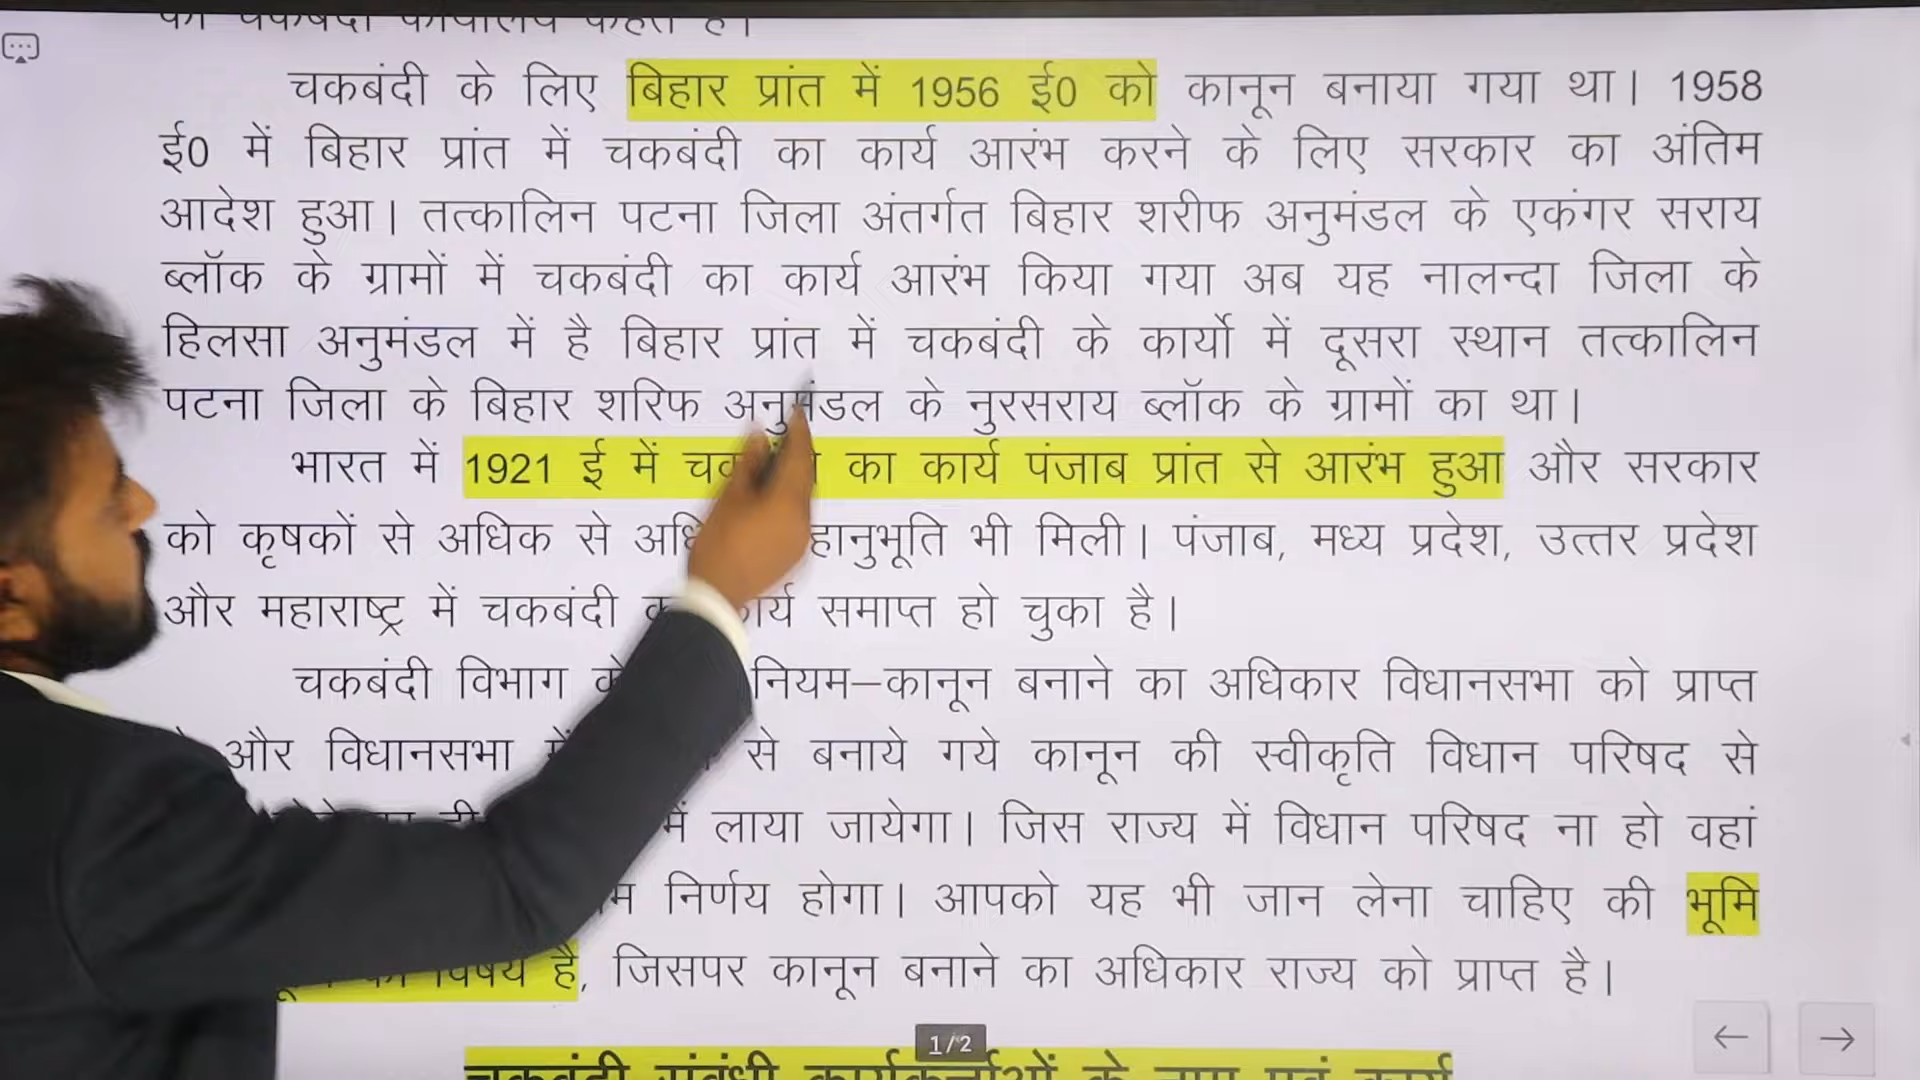 चकबंदी के लिए बिहार प्रांत में 1956 ई0 को कानून बनाया गया था। 1958
ई0 में बिहार प्रांत में चकबंदी का कार्य आरंभ करने के लिए सरकार का अंतिम
आदेश हुआ। तत्कालिन पटना जिला अंतर्गत बिहार शरीफ अनुमंडल के एकंगर सराय
ब्लॉक के ग्रामों में चकबंदी का कार्य आरंभ किया गया अब यह नालन्दा जिला के
हिलसा अनुमंडल में है बिहार प्रांत में चकबंदी के कार्यो में दूसरा स्थान तत्कालिन
पटना जिला के बिहार शरिफ अनुमंडल के नुरसराय ब्लॉक के ग्रामों का था।
भारत में 1921 ई में का कार्य पंजाब प्रांत से आरंभ हुआ और सरकार
को कृषकों से अधिक से भी मिली। पंजाब, मध्य प्रदेश, उत्तर प्रदेश
और महाराष्ट्र में चकबंदी समाप्त हो चुका है।
चकबंदी विभाग नियम–कानून बनाने का अधिकार विधानसभा को प्राप्त
और विधानसभा से बनाये गये कानून की स्वीकृति विधान परिषद से
में लाया जायेगा। जिस राज्य में विधान परिषद ना हो वहां
निर्णय होगा। आपको यह भी जान लेना चाहिए की भूमि
विषय है, जिसपर कानून बनाने का अधिकार राज्य को प्राप्त है।
1/2